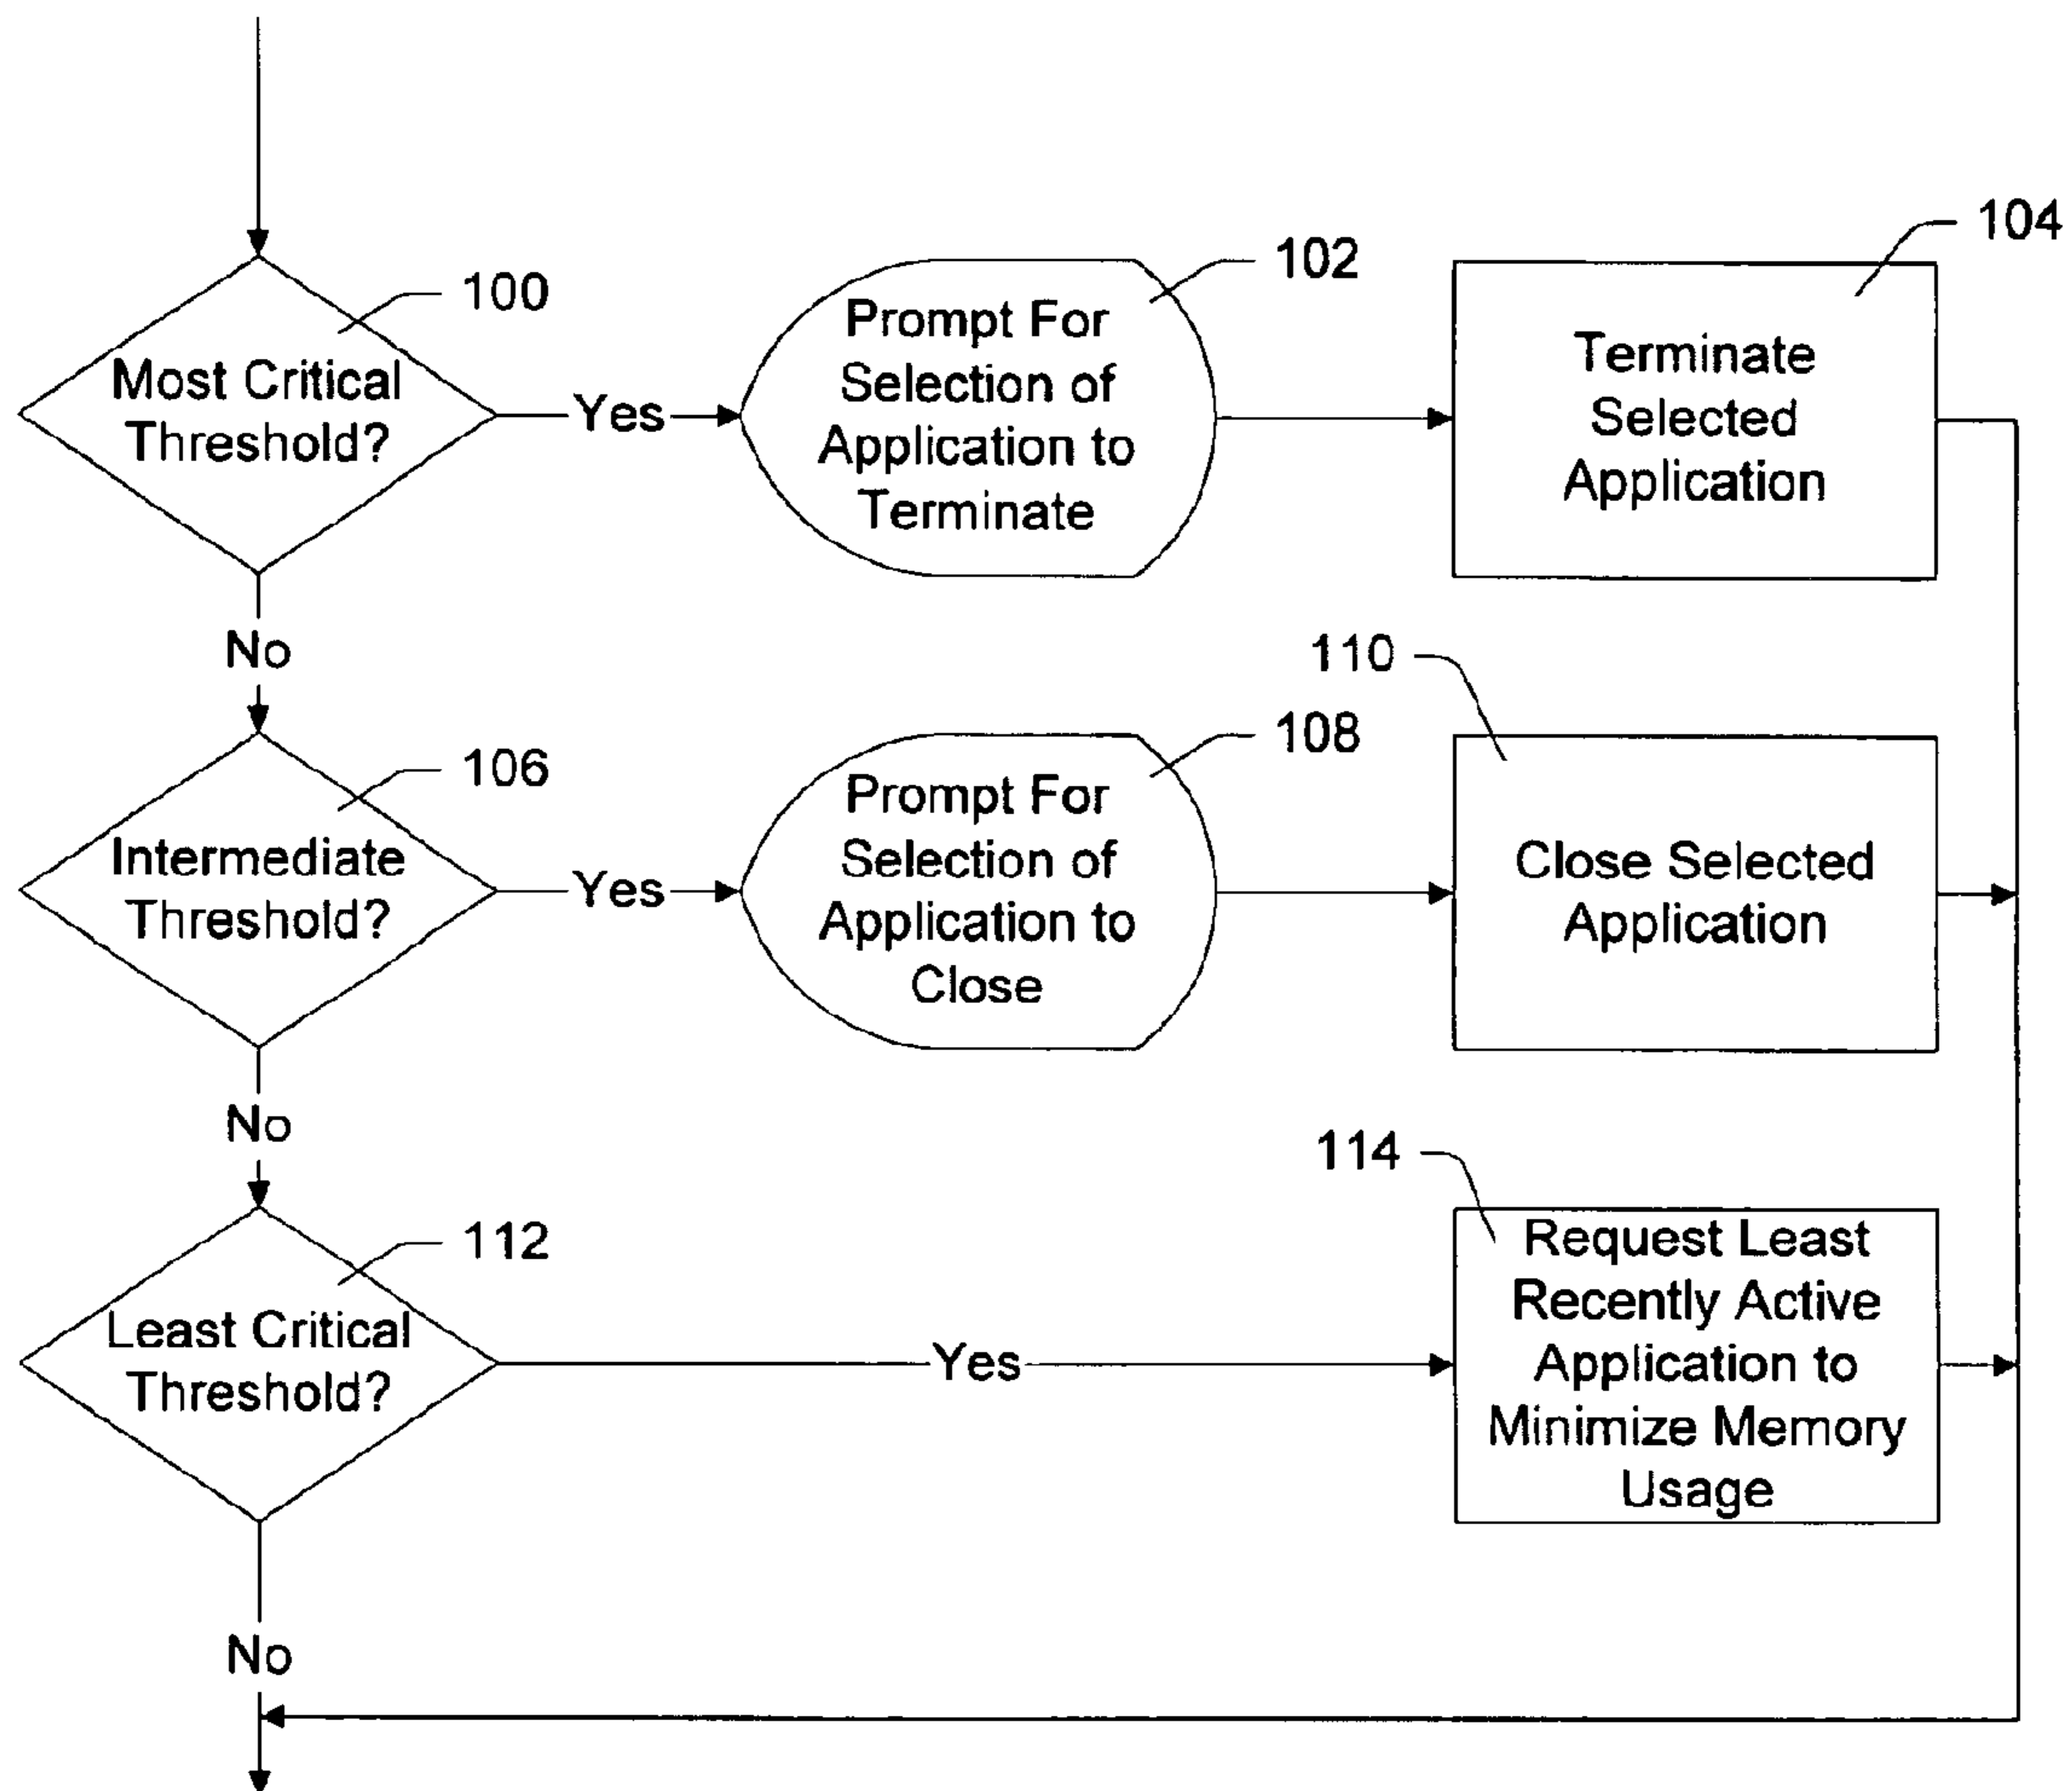 104
102
100
Prompt For
Selection of
Application to
Terminate
Terminate
Selected
Application
Most Critical
Threshold?
Yes
No
110
108
106
Prompt For
Selection of
Application to
Close
Intermediate
Threshold?
Yes
Close Selected
Application
No
114
112
Request Least
Recently Active
Application to
Minimize Memory
Usage
Least Critical
Threshold?
Yes
No